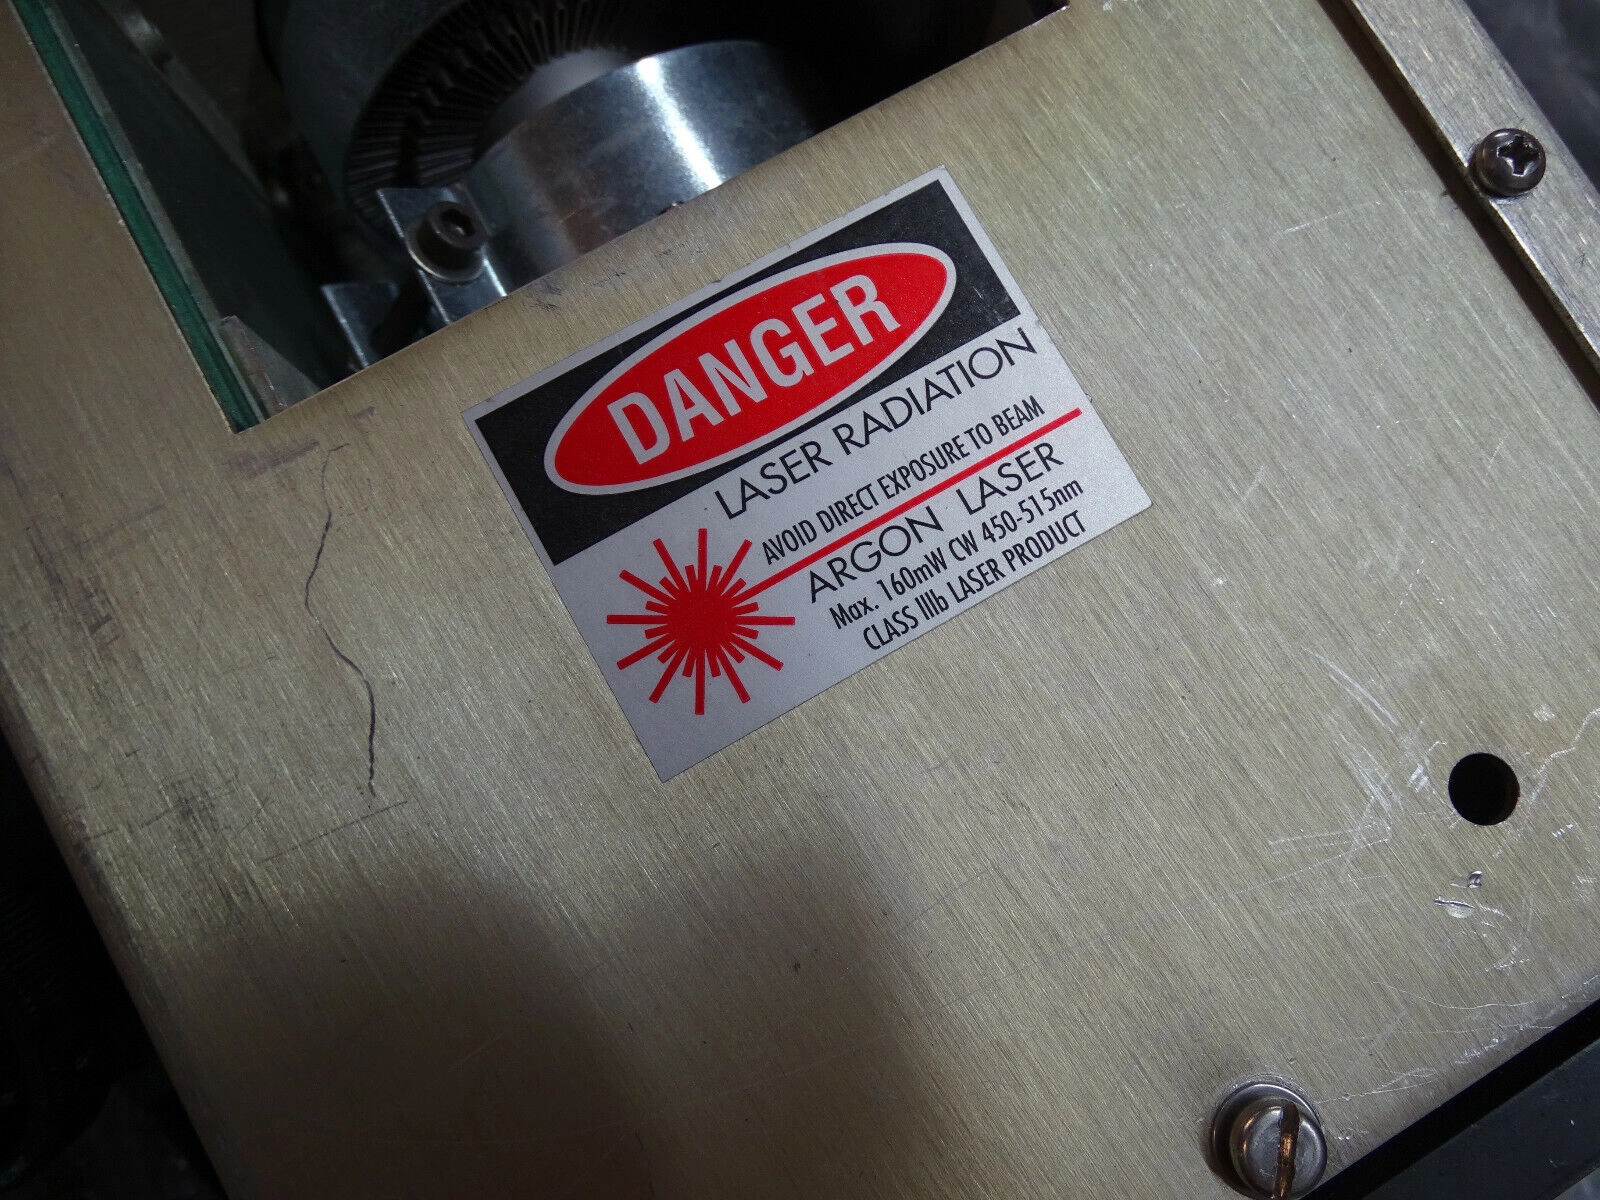 DANGER
LASER RADIATION
AVOID DIRECT EXPOSURE TO BEAM
ARGON LASER
Max. 160mW CW 450-515nm
CLASS IIIb LASER PRODUCT